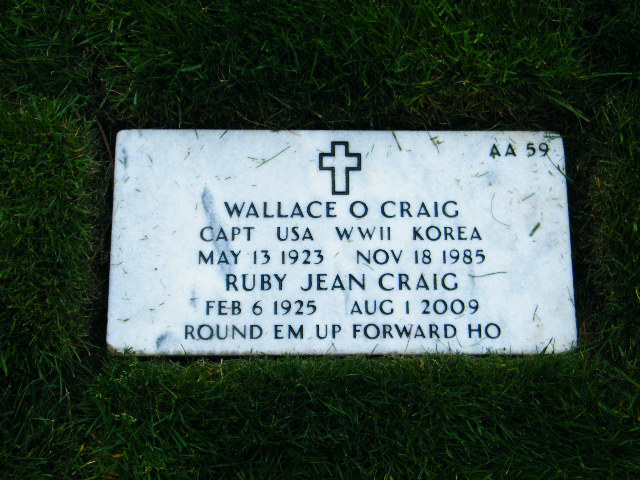 AA 59
WALLACE O CRAIG
CAPT USA WWII KOREA
MAY 13 1923 NOV 18 1985
RUBY JEAN CRAIG
FEB 6 1925 AUG 1 2009
ROUND EM UP FORWARD HO